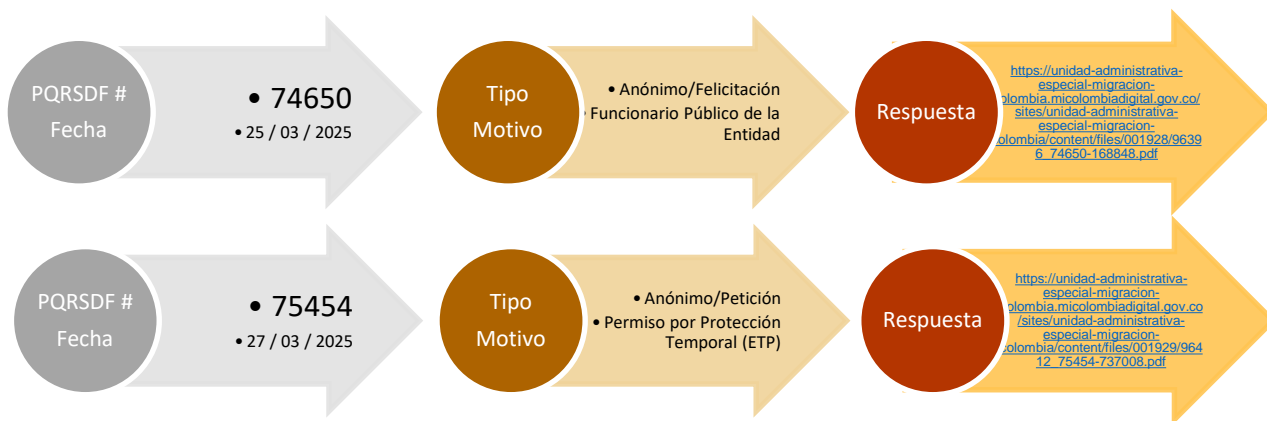 PQRSDF #
Fecha
• 74650
• 25 / 03 / 2025
Tipo
Motivo
• Anónimo/Felicitación
• Funcionario Público de la
Entidad
Respuesta
https://unidad-administrativa-
especial-migracion-
olombia.micolombiadigital.gov.co/
sites/unidad-administrativa-
especial-migracion-
olombia/content/files/001928/9639
6_74650-168848.pdf
PQRSDF #
Fecha
• 75454
• 27 / 03 / 2025
Tipo
Motivo
• Anónimo/Petición
• Permiso por Protección
Temporal (ETP)
Respuesta
https://unidad-administrativa-
especial-migracion-
olombia.micolombiadigital.gov.co
/sites/unidad-administrativa-
especial-migracion-
colombia/content/files/001929/964
12_75454-737008.pdf